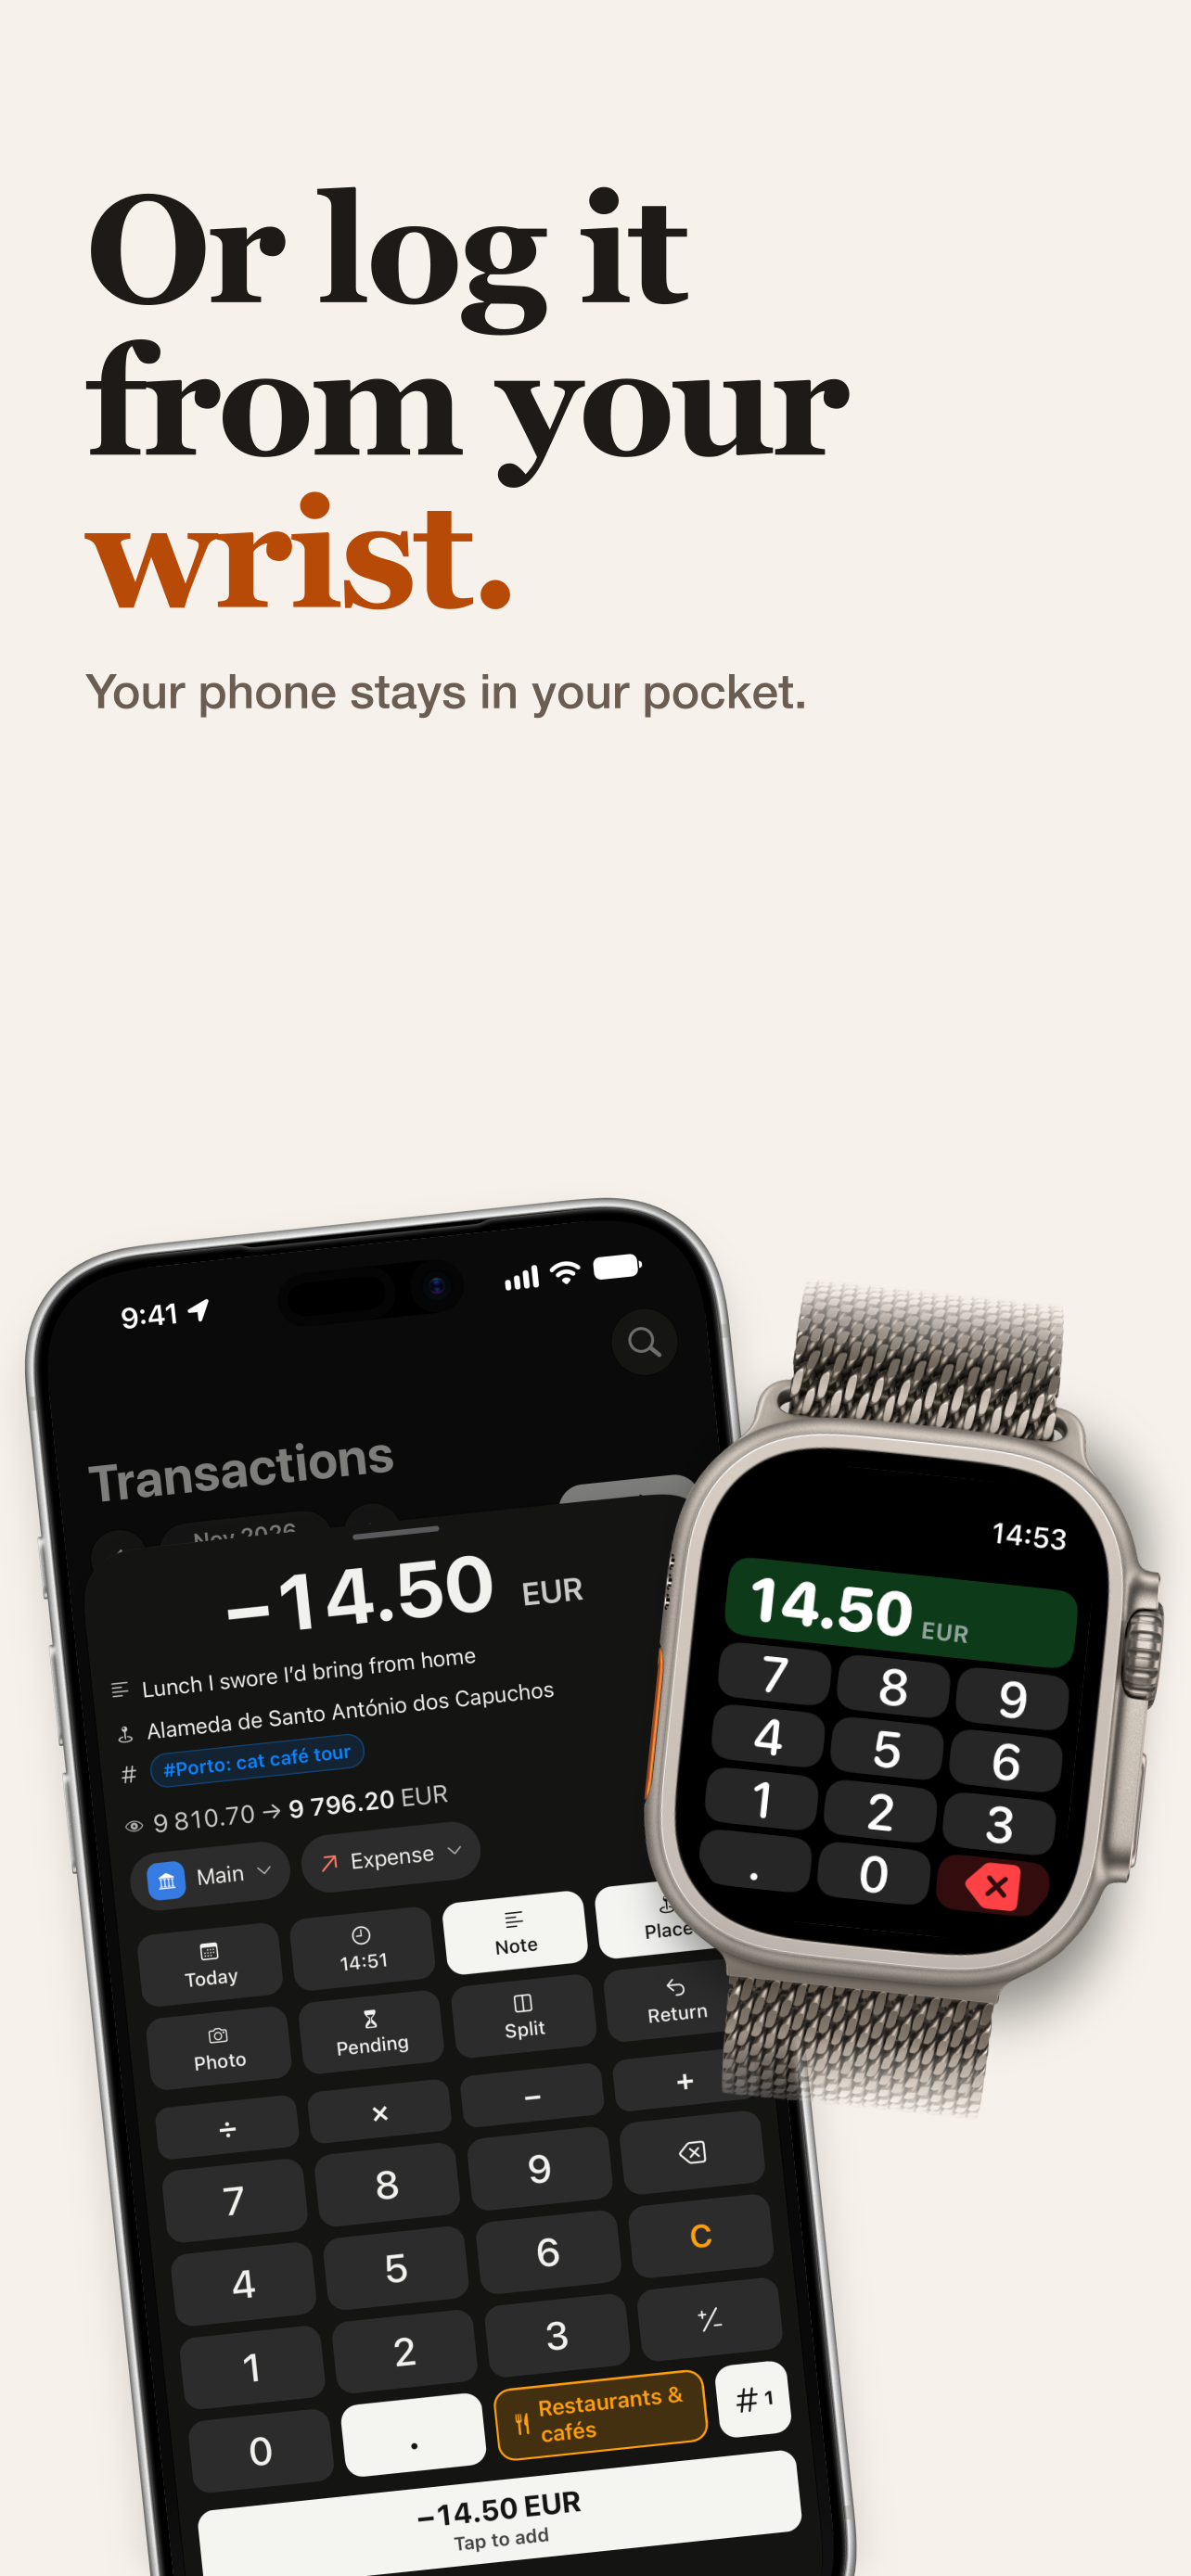 Or log it
from your
wrist.
Your phone stays in your pocket.
9:41
Transactions
Nov 2026
−14.50 EUR
Lunch I swore I’d bring from home
Alameda de Santo António dos Capuchos
# #Porto: cat café tour
9 810.70 → 9 796.20 EUR
Main
Expense
Today
14:51
Note
Place
Photo
Pending
Split
Return
÷ × − +
7 8 9
4 5 6 C
1 2 3 +/−
0 . Restaurants &
cafés
# 1
−14.50 EUR
Tap to add
14:53
14.50 EUR
7 8 9
4 5 6
1 2 3
. 0